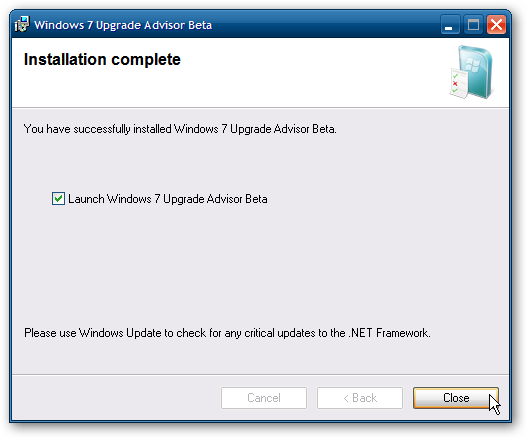 Windows 7 Upgrade Advisor Beta
Installation complete
You have successfully installed Windows 7 Upgrade Advisor Beta.
Launch Windows 7 Upgrade Advisor Beta
Please use Windows Update to check for any critical updates to the .NET Framework.
Cancel
< Back
Close